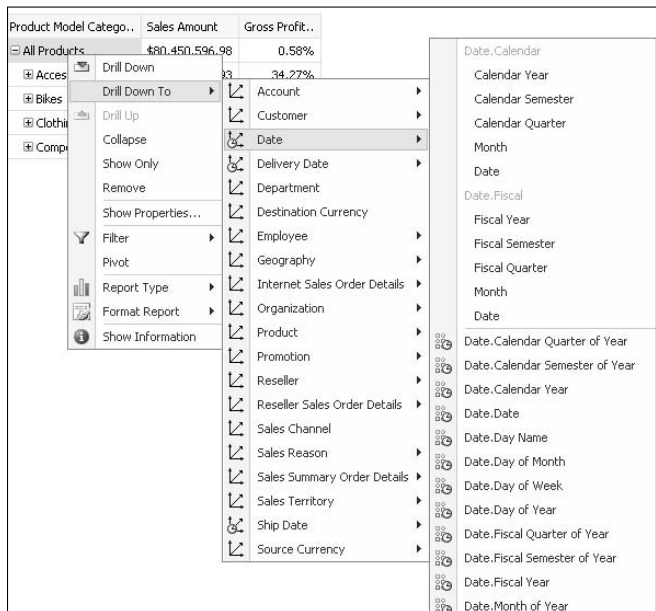 Product Model Catego.. Sales Amount Gross Profit..
All Products $80,450,596.98 0.58%
Acces 93 34.27%
Bikes
Clothi
Comp
Drill Down
Drill Down To
Drill Up
Collapse
Show Only
Remove
Show Properties...
Filter
Pivot
Report Type
Format Report
Show Information
Account
Customer
Date
Delivery Date
Department
Destination Currency
Employee
Geography
Internet Sales Order Details
Organization
Product
Promotion
Reseller
Reseller Sales Order Details
Sales Channel
Sales Reason
Sales Summary Order Details
Sales Territory
Ship Date
Source Currency
Date.Calendar
Calendar Year
Calendar Semester
Calendar Quarter
Month
Date
Date.Fiscal
Fiscal Year
Fiscal Semester
Fiscal Quarter
Month
Date
Date.Calendar Quarter of Year
Date.Calendar Semester of Year
Date.Calendar Year
Date.Date
Date.Day Name
Date.Day of Month
Date.Day of Week
Date.Day of Year
Date.Fiscal Quarter of Year
Date.Fiscal Semester of Year
Date.Fiscal Year
Date.Month of Year